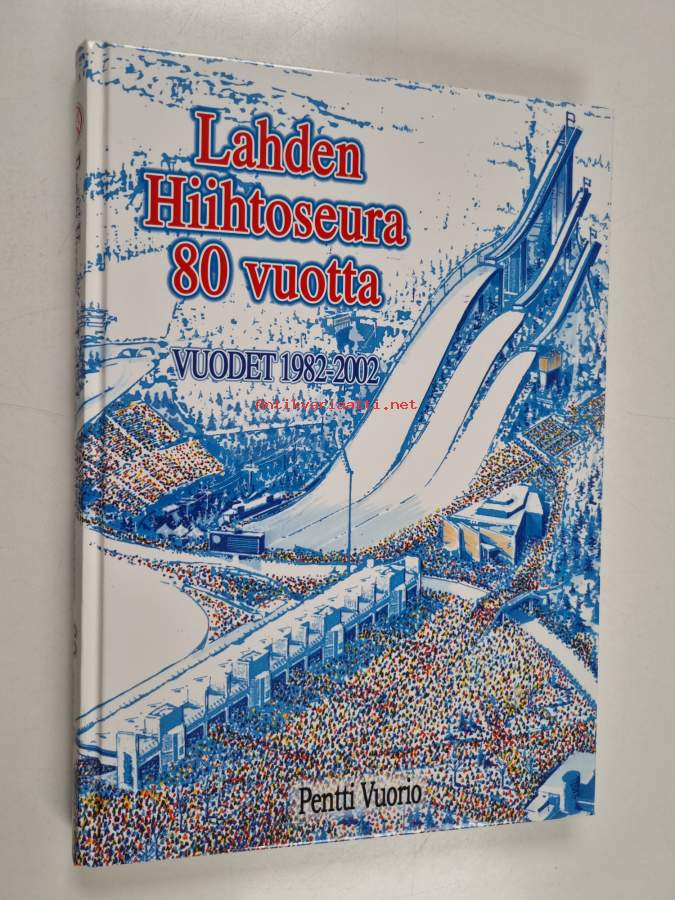 Lahden
Hiihtoseura
80 vuotta
VUODET 1982-2002
Antikvariaatti.net
Pentti Vuorio